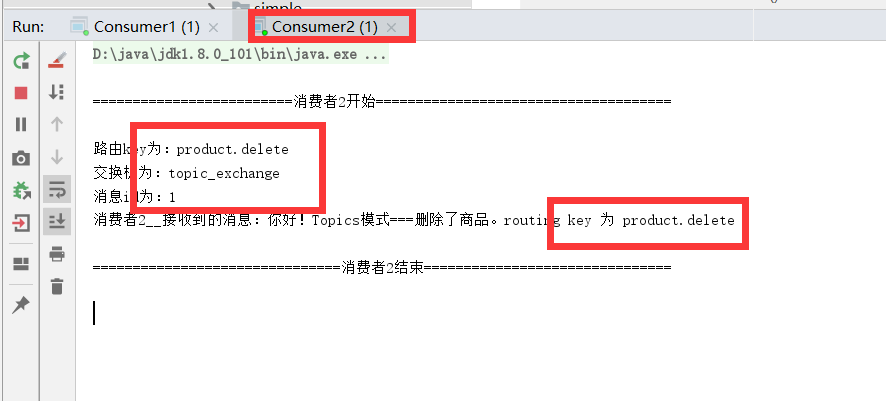 simple
Run: Consumer1 (1) × Consumer2 (1) ×
D:\java\jdk1.8.0_101\bin\java.exe ...
=========================消费者2开始=====================================
路由key为：product.delete
交换机为：topic_exchange
消息id为：1
消费者2__接收到的消息：你好！Topics模式===删除了商品。routing key 为 product.delete
===============================消费者2结束===============================